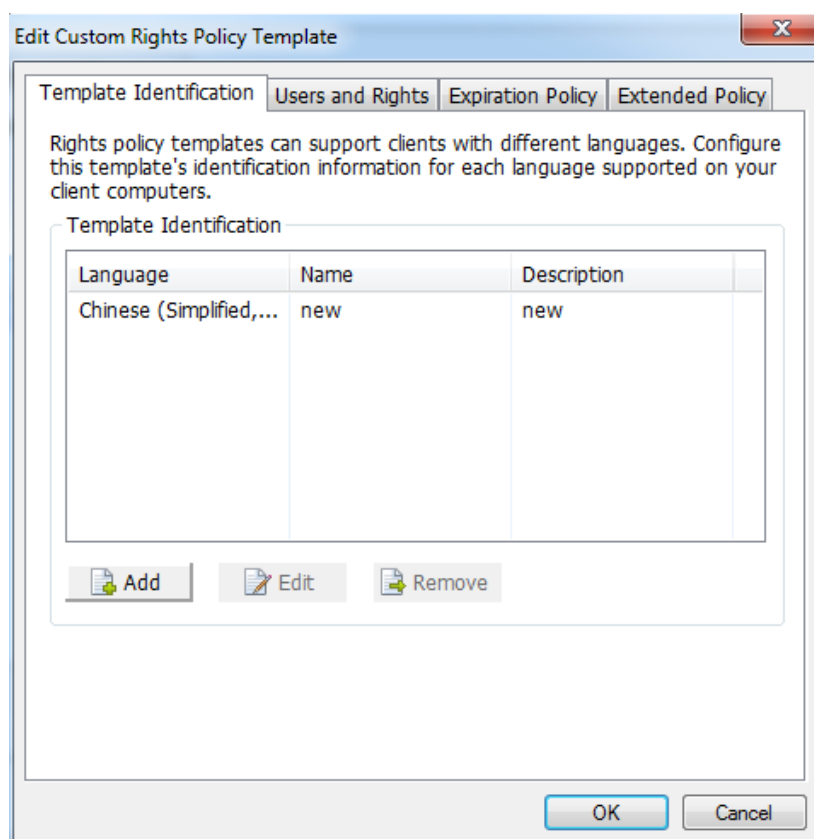 Edit Custom Rights Policy Template
Template Identification Users and Rights Expiration Policy Extended Policy
Rights policy templates can support clients with different languages. Configure
this template's identification information for each language supported on your
client computers.
Template Identification
Language Name Description
Chinese (Simplified,... new new
Add Edit Remove
OK Cancel